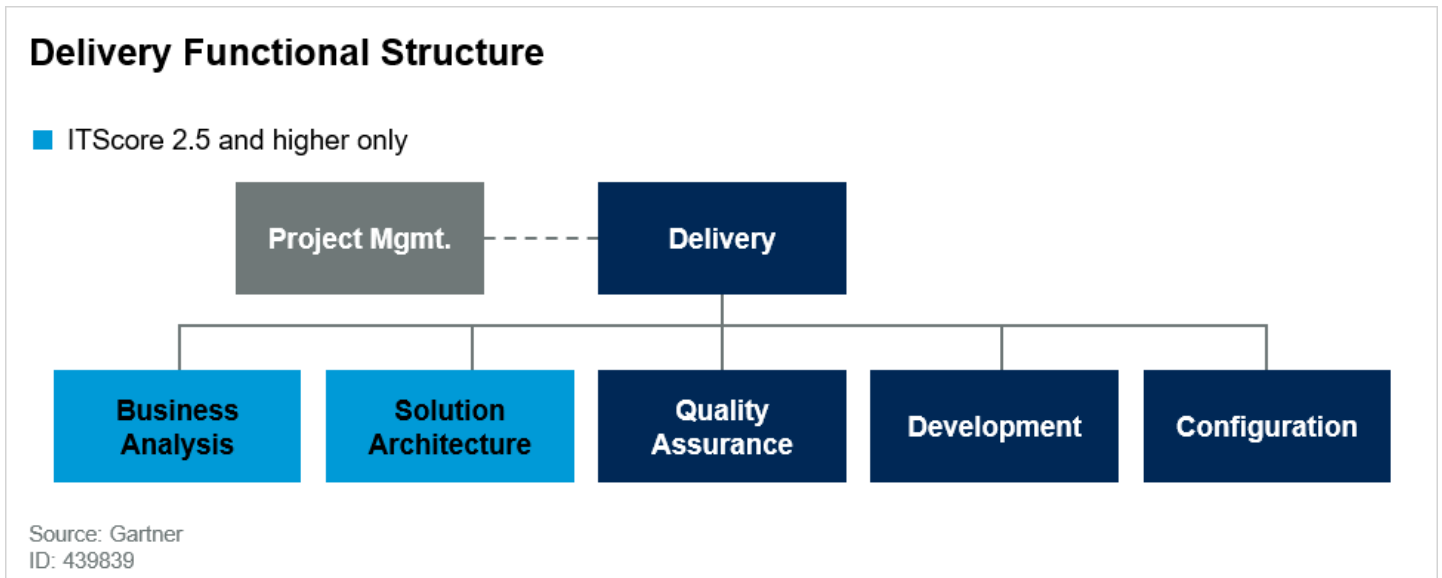 Delivery Functional Structure
ITScore 2.5 and higher only
Project Mgmt.
Delivery
Business
Analysis
Solution
Architecture
Quality
Assurance
Development
Configuration
Source: Gartner
ID: 439839